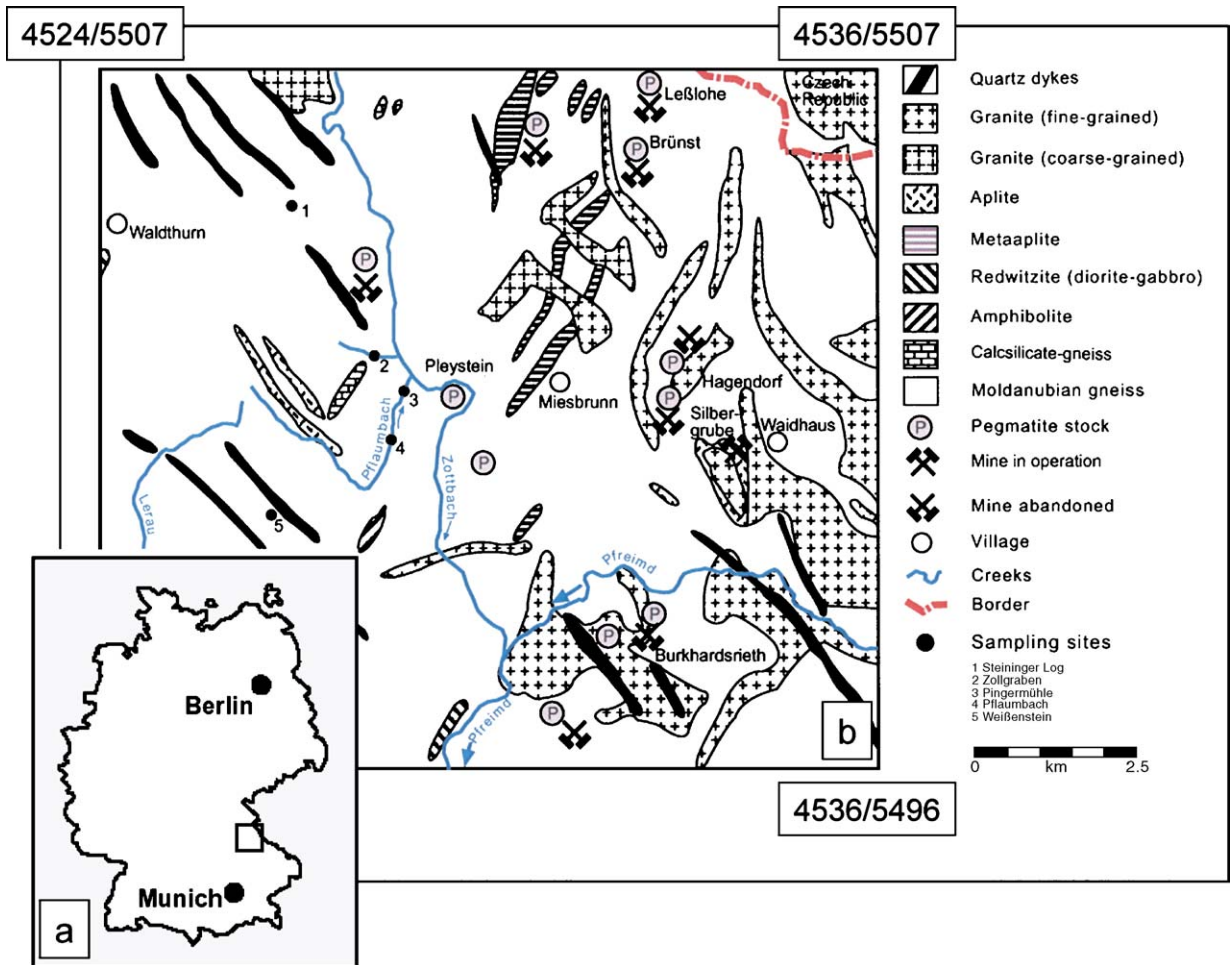 4524/5507
4536/5507
Czech
Republic
Leßlohe
Brünst
Waldthurn
1
2
Pleystein
3
Miesbrunn
Hagendorf
Silber-
grube
Waidhaus
Pflaumbach
4
Zottbach
Lerau
5
Pfreimd
Burkhardsrieth
Pfreimd
b
P
P
P
P
P
P
P
P
P
P
P
Quartz dykes
Granite (fine-grained)
Granite (coarse-grained)
Aplite
Metaaplite
Redwitzite (diorite-gabbro)
Amphibolite
Calcsilicate-gneiss
Moldanubian gneiss
P Pegmatite stock
Mine in operation
Mine abandoned
Village
Creeks
Border
Sampling sites
1 Steininger Log
2 Zollgraben
3 Pingermühle
4 Pflaumbach
5 Weißenstein
0 km 2.5
4536/5496
Berlin
Munich
a